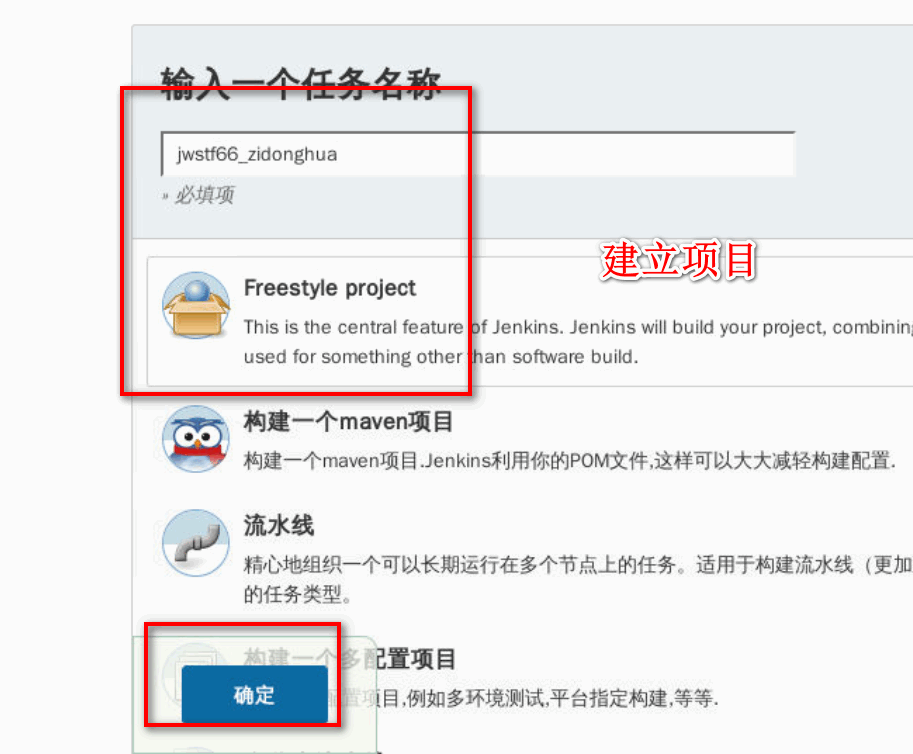 输入一个任务名称
jwstf66_zidonghua
» 必填项
建立项目
Freestyle project
This is the central feature of Jenkins. Jenkins will build your project, combining
used for something other than software build.
构建一个maven项目
构建一个maven项目.Jenkins利用你的POM文件,这样可以大大减轻构建配置.
流水线
精心地组织一个可以长期运行在多个节点上的任务。适用于构建流水线（更加
的任务类型。
构建一个多配置项目
配置项目,例如多环境测试,平台指定构建,等等.
确定